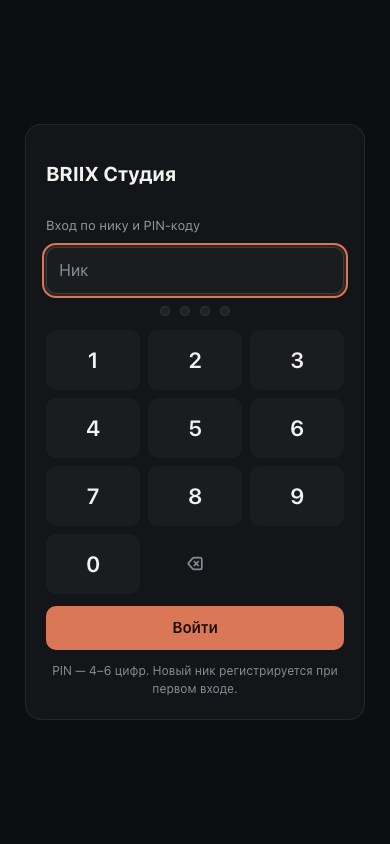 BRIIX Студия
Вход по нику и PIN-коду
Ник
1 2 3
4 5 6
7 8 9
0
Войти
PIN — 4–6 цифр. Новый ник регистрируется при
первом входе.